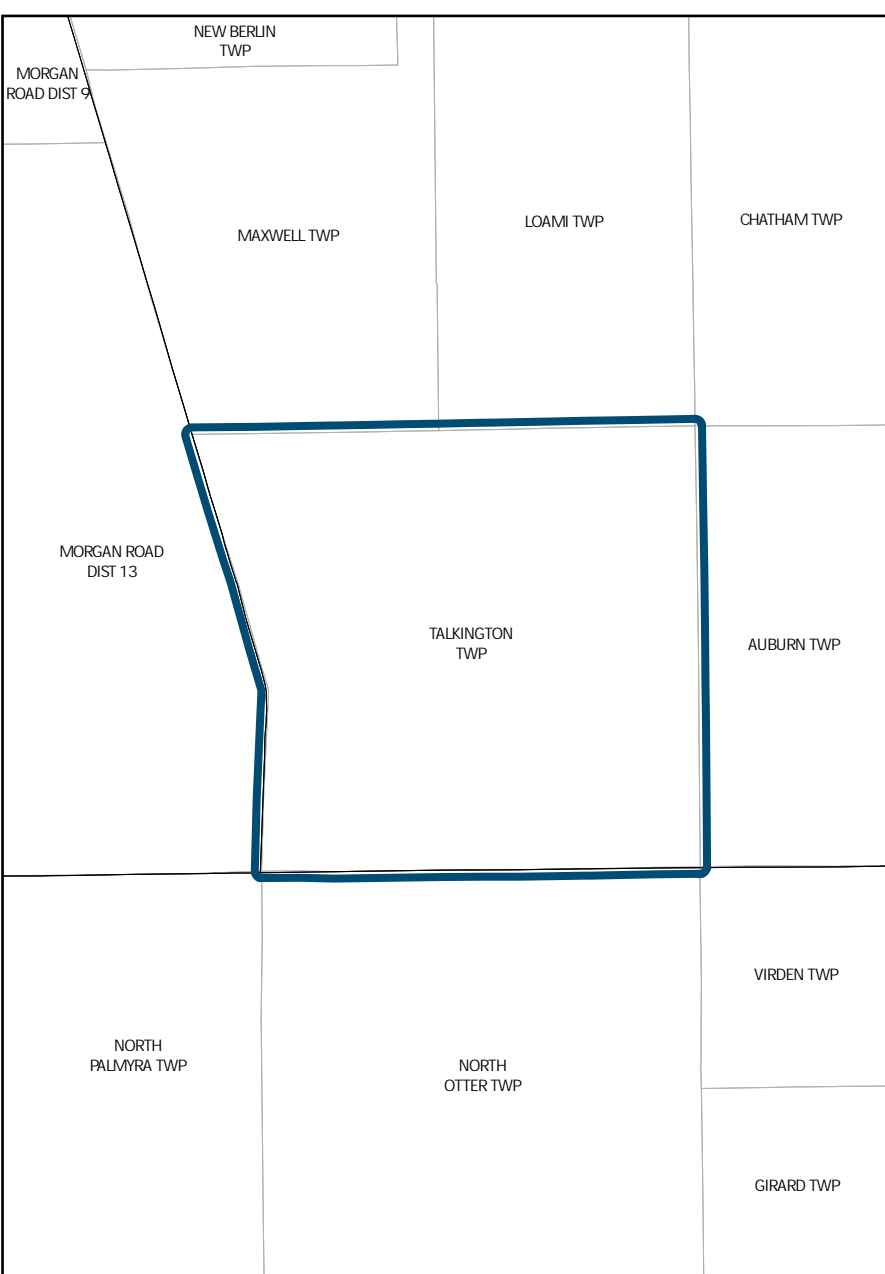 NEW BERLIN
TWP
MORGAN
ROAD DIST 9
MAXWELL TWP
LOAMI TWP
CHATHAM TWP
MORGAN ROAD
DIST 13
TALKINGTON
TWP
AUBURN TWP
VIRDEN TWP
NORTH
PALMYRA TWP
NORTH
OTTER TWP
GIRARD TWP